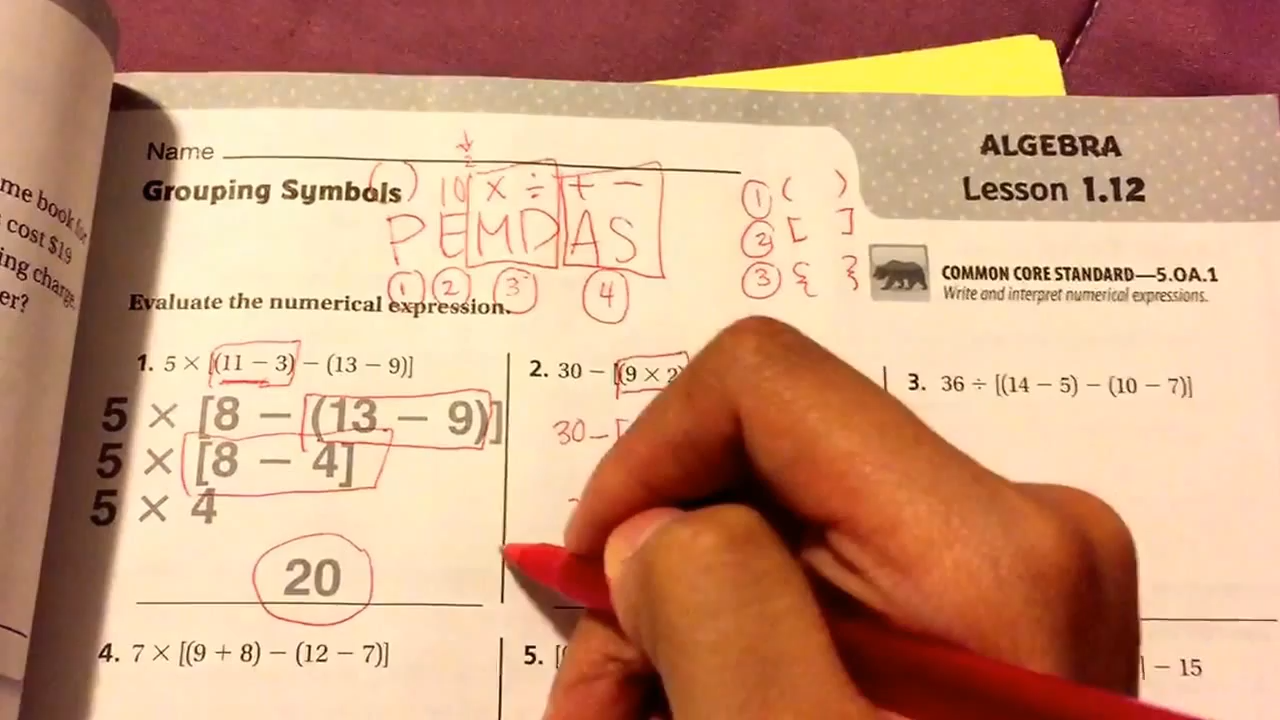 me book for
cost $19
ing charge,
er?
Name
ALGEBRA
Lesson 1.12
Grouping Symbols
( ) 10² × ÷ + −
PEMDAS
1 2 3 4
1 ( )
2 [ ]
3 { }
COMMON CORE STANDARD—5.OA.1
Write and interpret numerical expressions.
Evaluate the numerical expression.
1. 5 × [(11 − 3) − (13 − 9)]
5 × [8 − (13 − 9)]
5 × [8 − 4]
5 × 4
20
2. 30 − [(9 × 2)
30 − [
3. 36 ÷ [(14 − 5) − (10 − 7)]
4. 7 × [(9 + 8) − (12 − 7)]
5. [(
] − 15